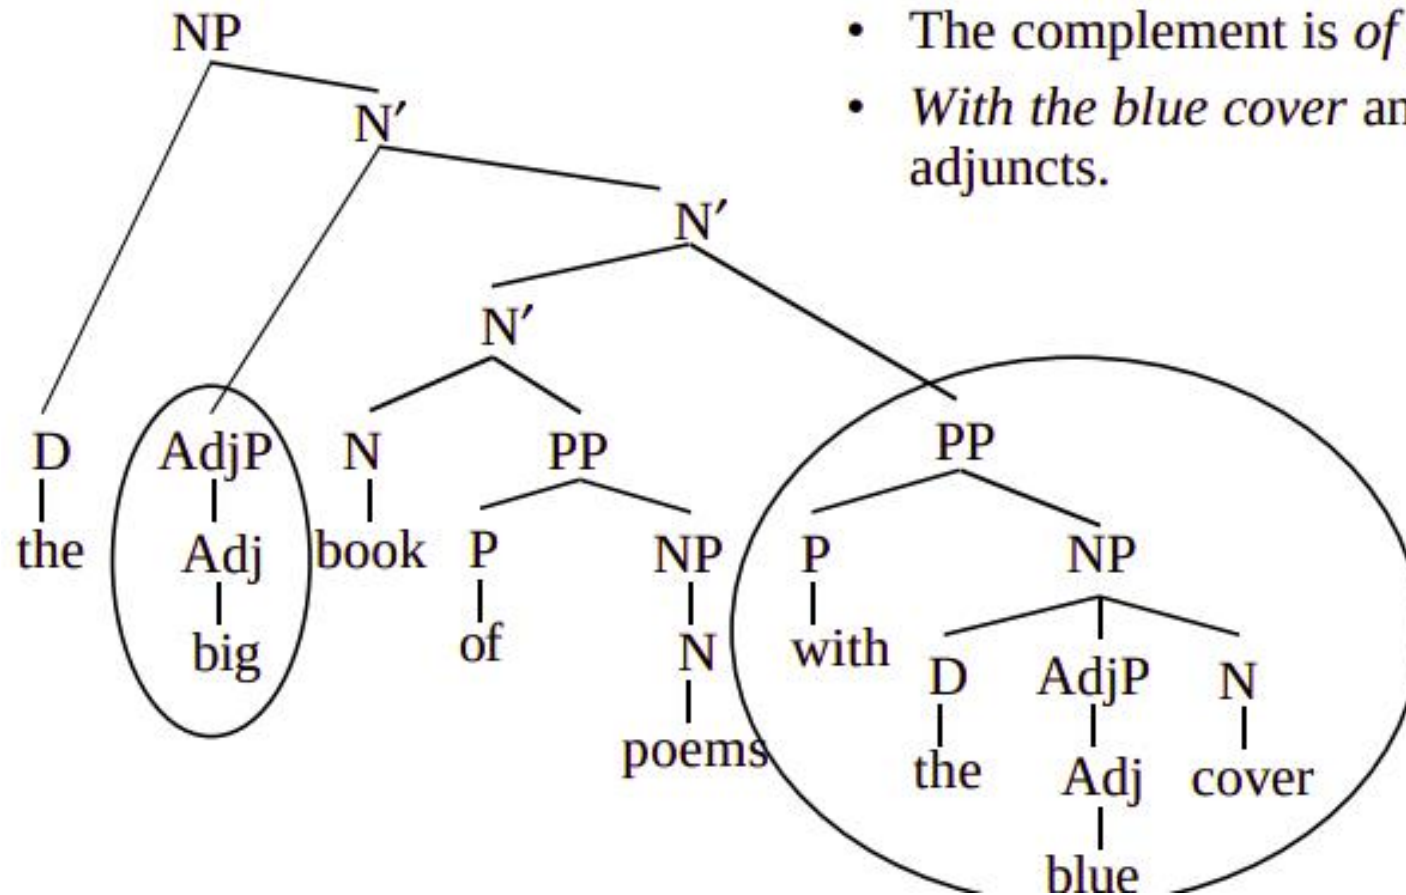 NP
• The complement is of
N′
• With the blue cover an
adjuncts.
N′
N′
D AdjP N PP PP
the Adj book P NP P NP
big of N with D AdjP N
poems the Adj cover
blue